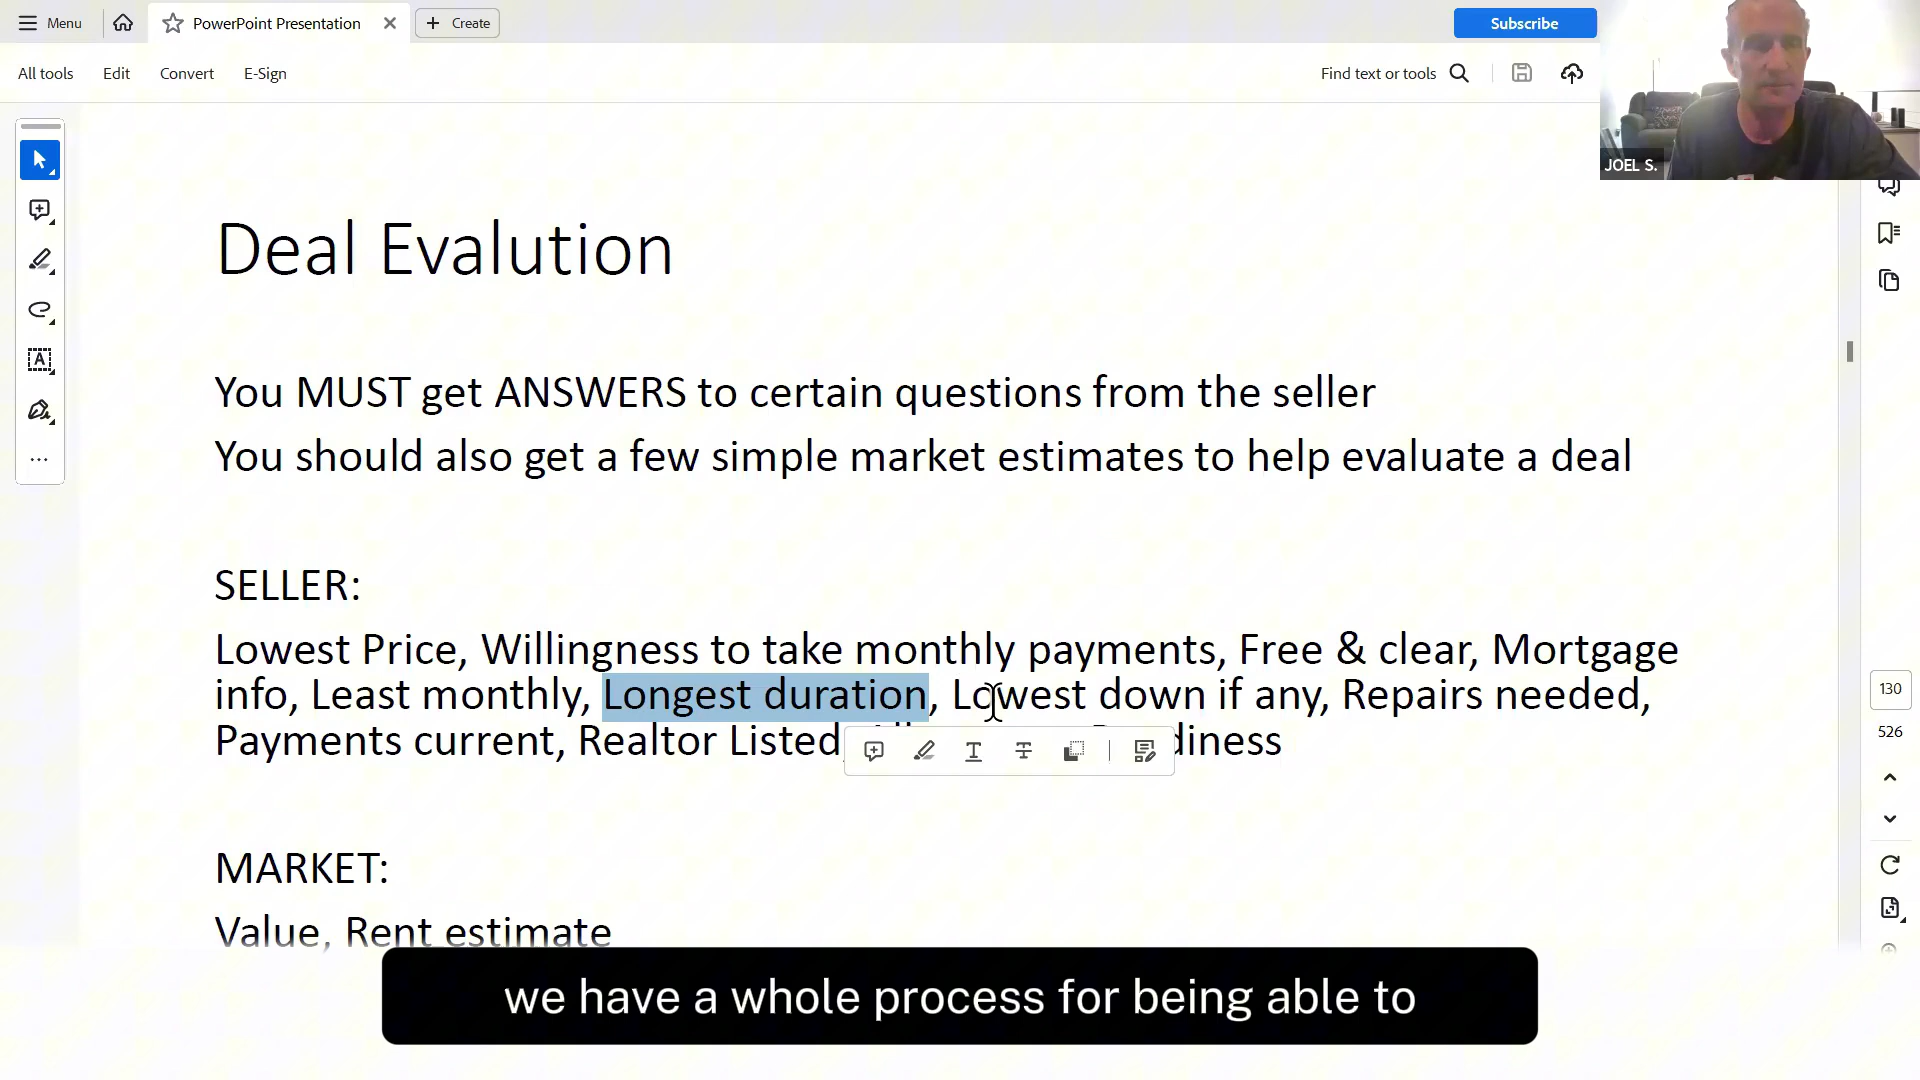 Menu
PowerPoint Presentation
Create
Subscribe
All tools
Edit
Convert
E-Sign
Find text or tools
JOEL S.
Deal Evalution
You MUST get ANSWERS to certain questions from the seller
You should also get a few simple market estimates to help evaluate a deal
SELLER:
Lowest Price, Willingness to take monthly payments, Free & clear, Mortgage
info, Least monthly, Longest duration, Lowest down if any, Repairs needed,
Payments current, Realtor Listed,
130
526
MARKET:
Value, Rent estimate
we have a whole process for being able to